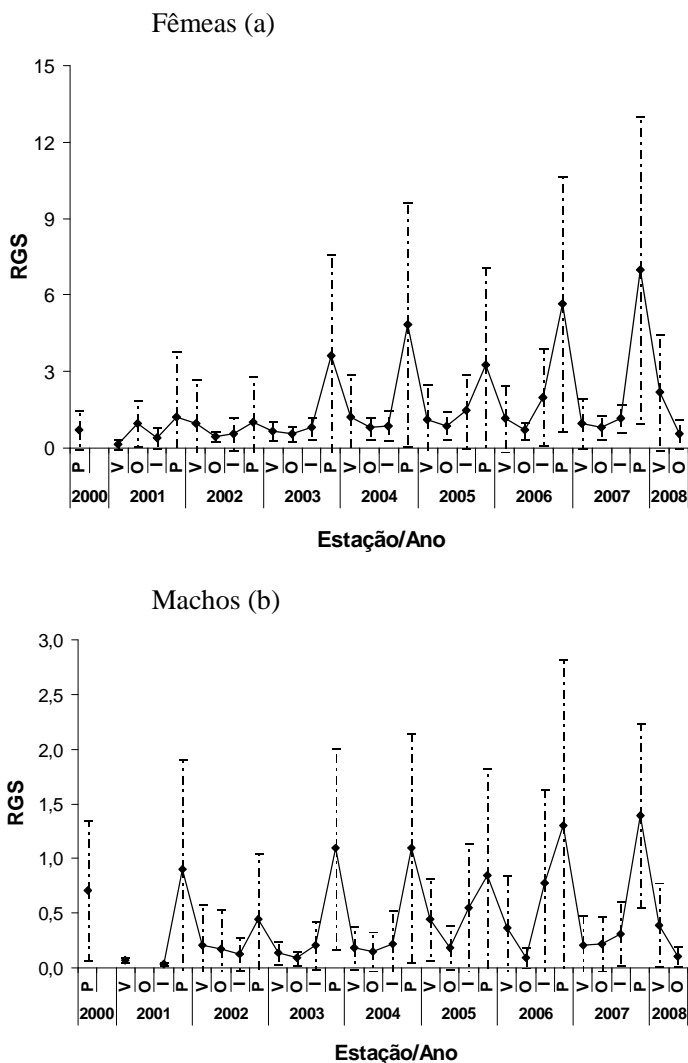 Fêmeas (a)
15
12
9
6
3
0
RGS
P V O I P V O I P V O I P V O I P V O I P V O I P V O I P V O
2000 2001 2002 2003 2004 2005 2006 2007 2008
Estação/Ano
Machos (b)
3,0
2,5
2,0
1,5
1,0
0,5
0,0
RGS
P V O I P V O I P V O I P V O I P V O I P V O I P V O I P V O
2000 2001 2002 2003 2004 2005 2006 2007 2008
Estação/Ano